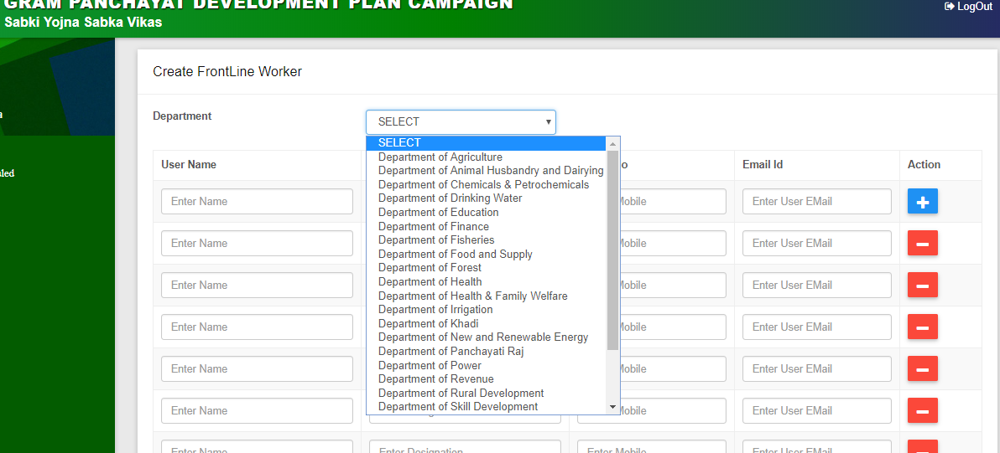 GRAM PANCHAYAT DEVELOPMENT PLAN CAMPAIGN
LogOut
Sabki Yojna Sabka Vikas
Create FrontLine Worker
Department
SELECT
SELECT
Department of Agriculture
Department of Animal Husbandry and Dairying
Department of Chemicals & Petrochemicals
Department of Drinking Water
Department of Education
Department of Finance
Department of Fisheries
Department of Food and Supply
Department of Forest
Department of Health
Department of Health & Family Welfare
Department of Irrigation
Department of Khadi
Department of New and Renewable Energy
Department of Panchayati Raj
Department of Power
Department of Revenue
Department of Rural Development
Department of Skill Development
User Name
Email Id
Action
Enter Name
Mobile
Enter User EMail
Enter Name
Mobile
Enter User EMail
Enter Name
Mobile
Enter User EMail
Enter Name
Mobile
Enter User EMail
Enter Name
Mobile
Enter User EMail
Enter Name
Mobile
Enter User EMail
Enter Name
Enter Designation
Enter Mobile
Enter User EMail